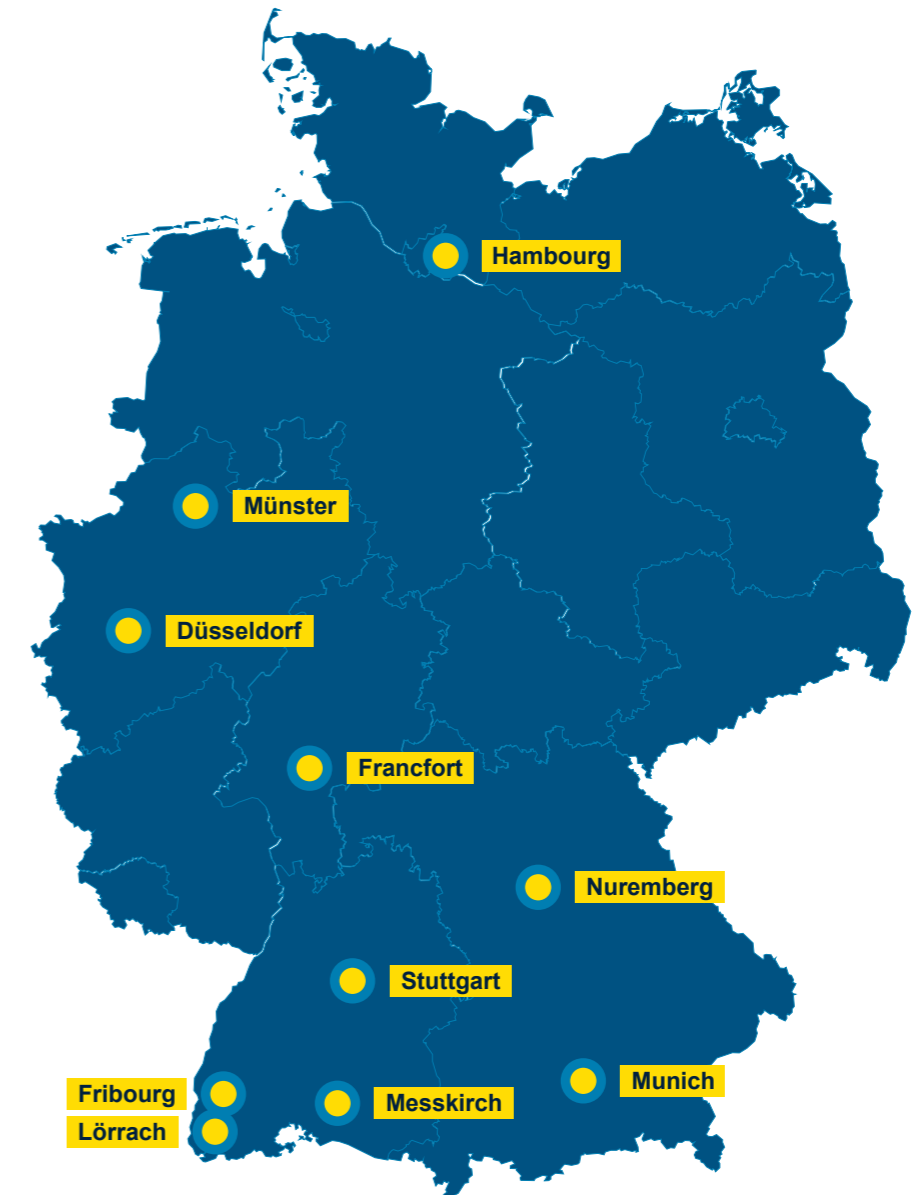 Hambourg
Münster
Düsseldorf
Francfort
Nuremberg
Stuttgart
Munich
Fribourg
Messkirch
Lörrach